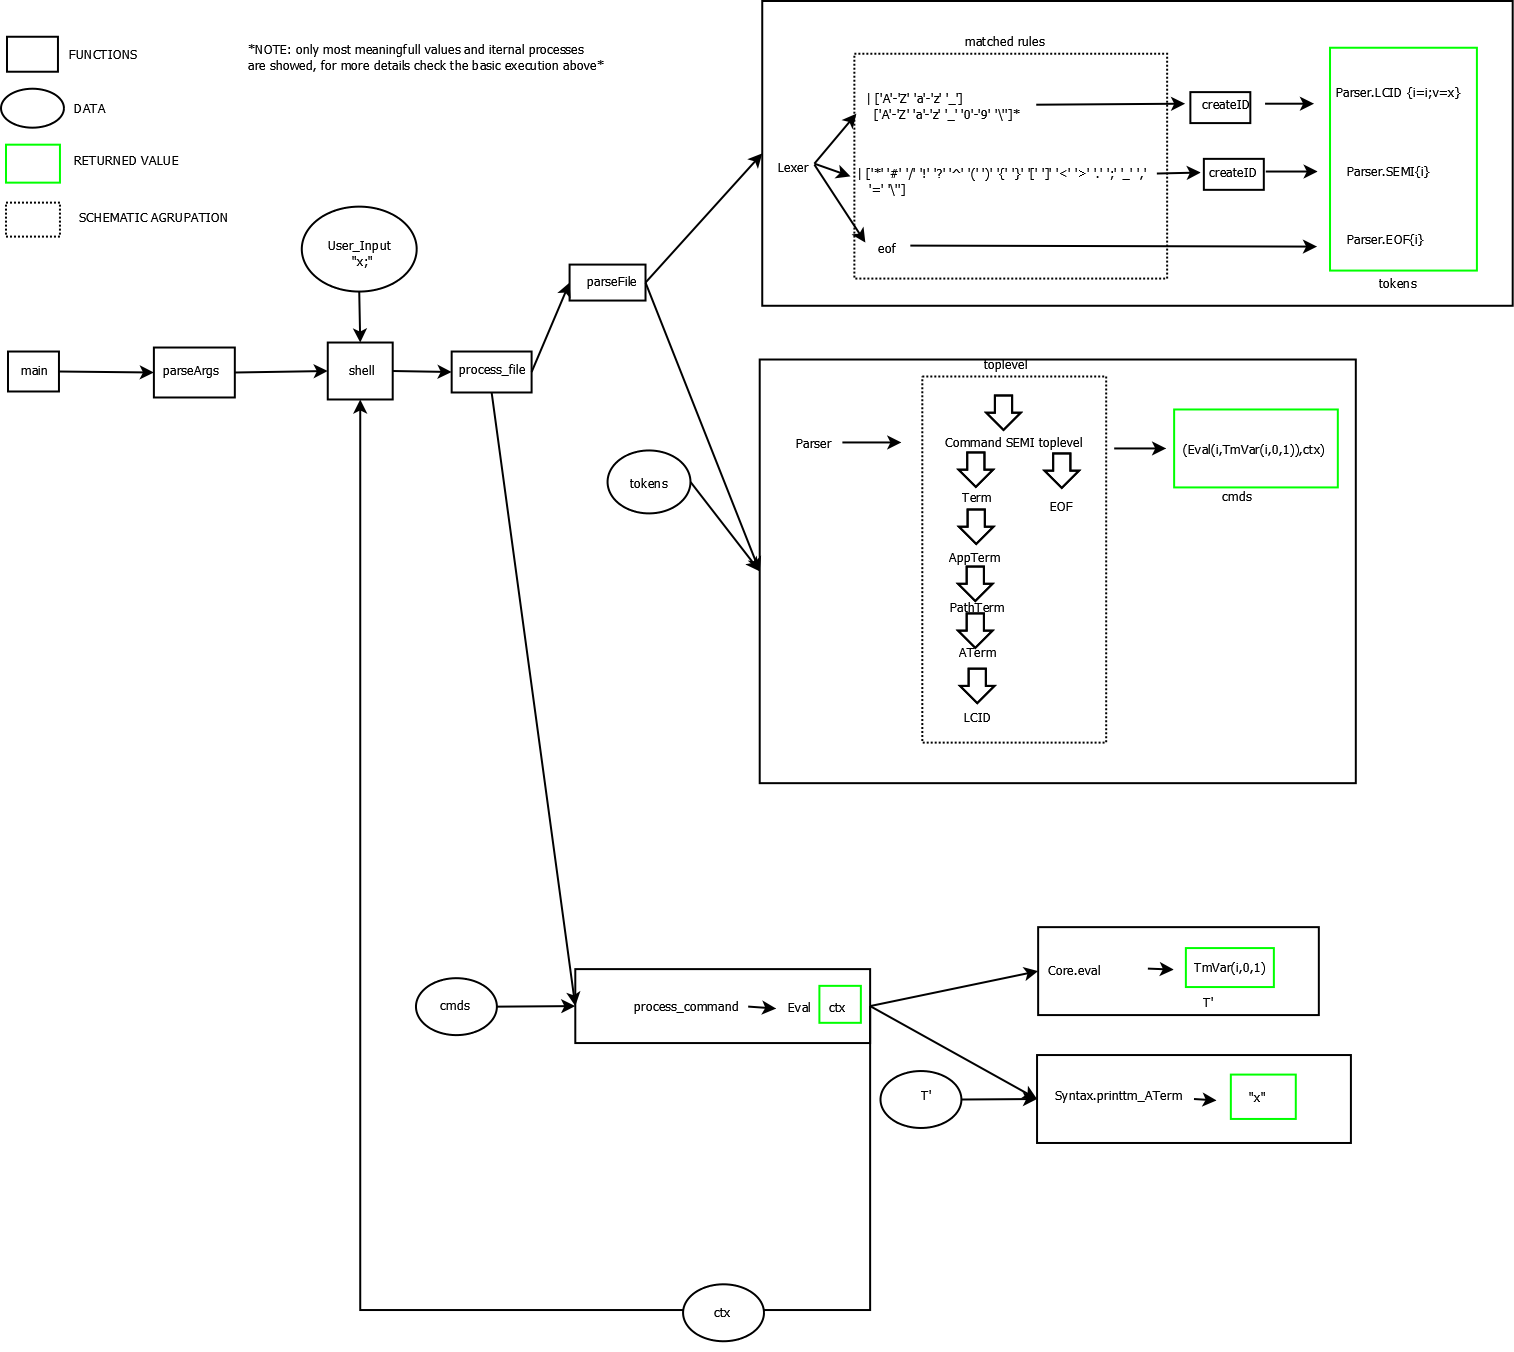 FUNCTIONS
*NOTE: only most meaningfull values and iternal processes
are showed, for more details check the basic execution above*
DATA
RETURNED VALUE
SCHEMATIC AGRUPATION
User_Input
"x;"
main
parseArgs
shell
process_file
parseFile
matched rules
Lexer
| ['A'-'Z' 'a'-'z' '_']
['A'-'Z' 'a'-'z' '_' '0'-'9' '\'']*
createID
Parser.LCID {i=i;v=x}
| ['*' '#' '/' '!' '?' '^' '(' ')' '{' '}' '[' ']' '<' '>' '.' ';' '_' ','
'=' '\'']
createID
Parser.SEMI{i}
eof
Parser.EOF{i}
tokens
toplevel
Parser
Command SEMI toplevel
Term
EOF
AppTerm
PathTerm
ATerm
LCID
(Eval(i,TmVar(i,0,1)),ctx)
cmds
tokens
cmds
process_command
Eval
ctx
Core.eval
TmVar(i,0,1)
T'
T'
Syntax.printtm_ATerm
"x"
ctx